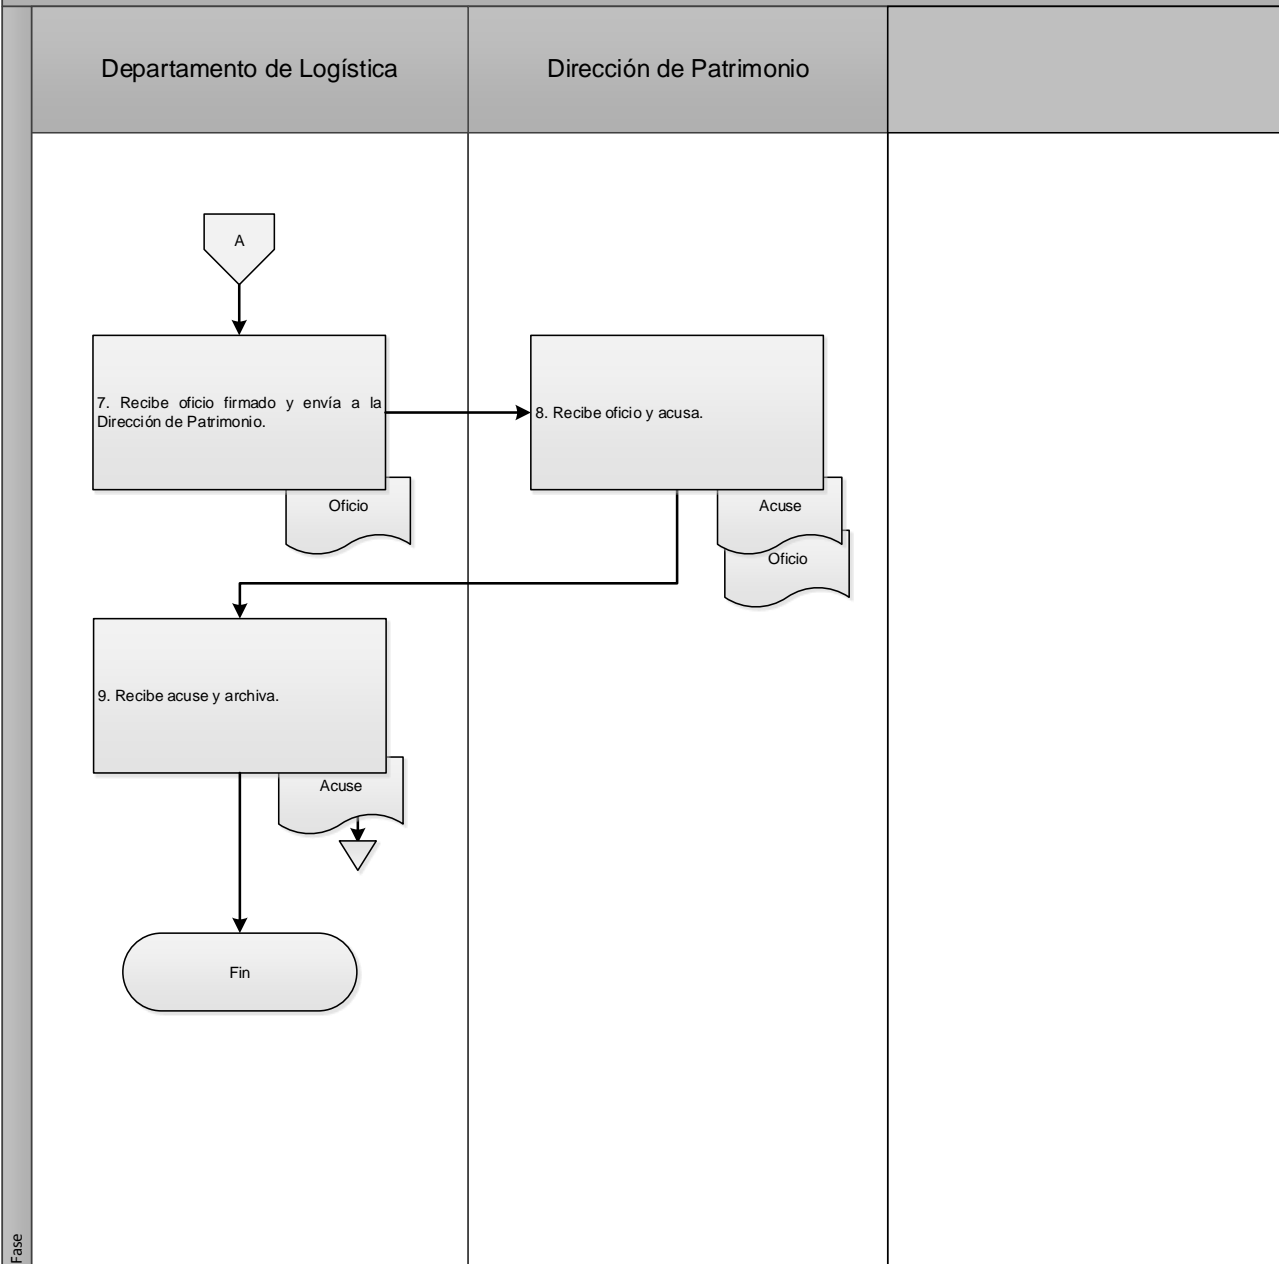 Departamento de Logística
Dirección de Patrimonio
A
7. Recibe oficio firmado y envía a la
Dirección de Patrimonio.
Oficio
8. Recibe oficio y acusa.
Acuse
Oficio
9. Recibe acuse y archiva.
Acuse
Fin
Fase